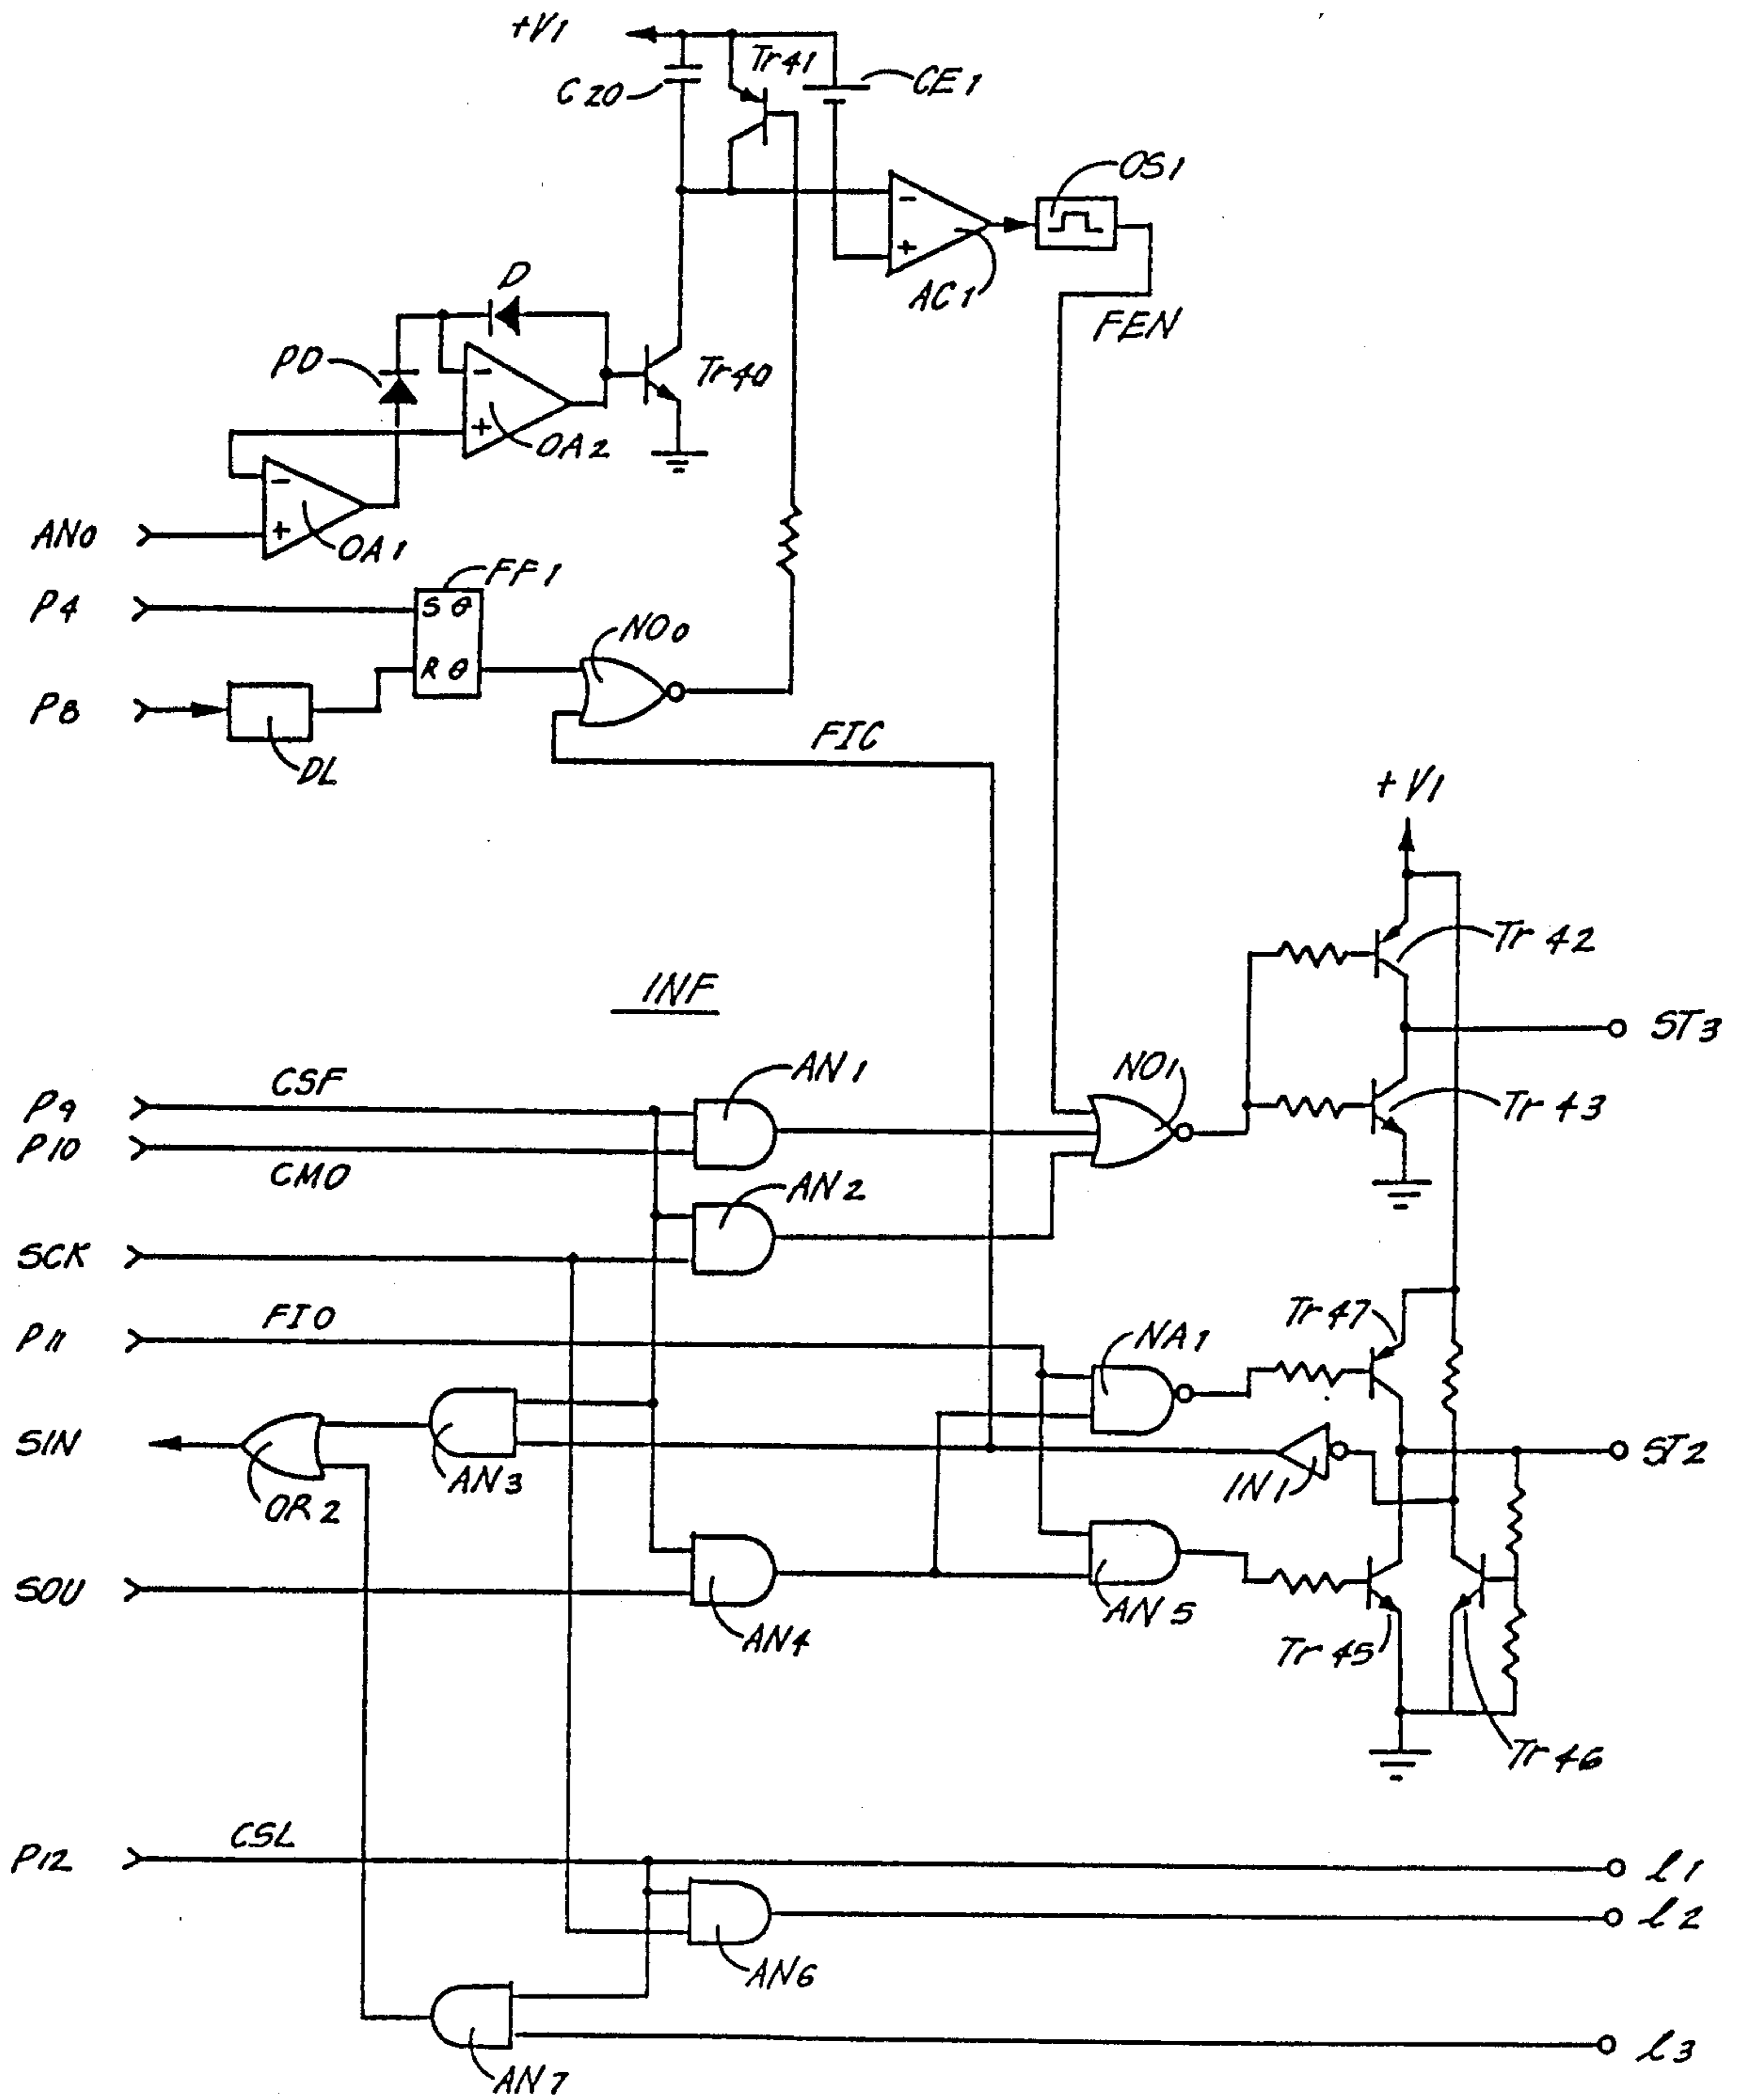 +V1
Tr41
C20
CE1
OS1
-
+
AC1
FEN
D
PD
-
+
OA2
Tr40
-
+
AN0
OA1
FF1
P4
S Q
NO0
R Q
P8
DL
FIC
+V1
Tr42
INF
ST3
CSF
AN1
NO1
P9
Tr43
P10
CMO
AN2
SCK
FIO
Tr47
P11
NA1
SIN
ST2
AN3
IN1
OR2
SOU
AN5
AN4
Tr45
Tr46
CSL
P12
l1
l2
AN6
l3
AN7